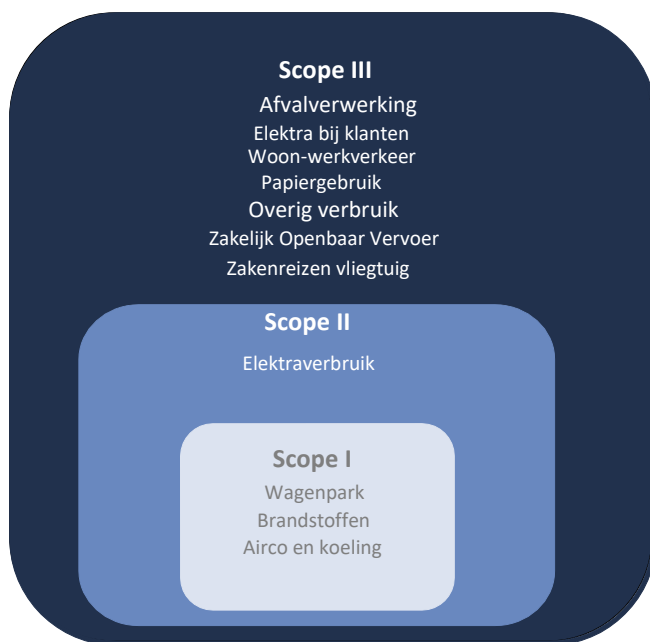 Scope III
Afvalverwerking
Elektra bij klanten
Woon-werkverkeer
Papiergebruik
Overig verbruik
Zakelijk Openbaar Vervoer
Zakenreizen vliegtuig
Scope II
Elektraverbruik
Scope I
Wagenpark
Brandstoffen
Airco en koeling